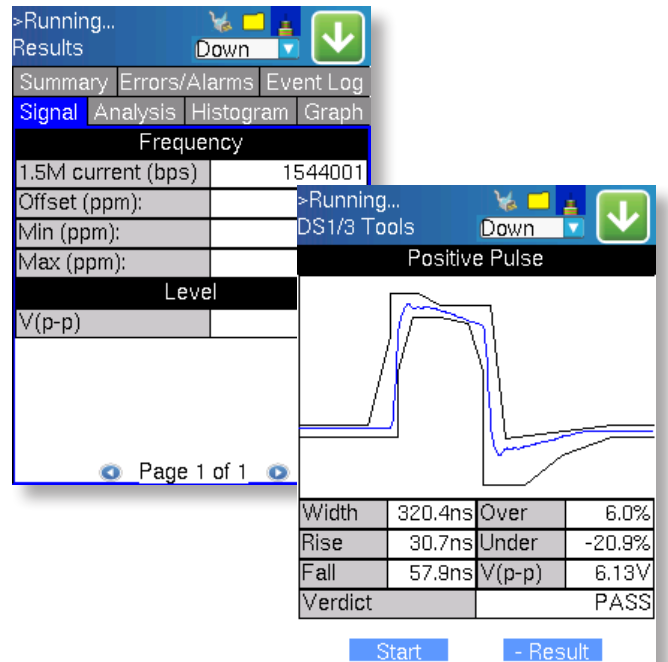 >Running...
Results
Down
Summary Errors/Alarms Event Log
Signal Analysis Histogram Graph
Frequency
1.5M current (bps) 1544001
Offset (ppm):
Min (ppm):
Max (ppm):
Level
V(p-p)
Page 1 of 1
>Running...
DS1/3 Tools
Down
Positive Pulse
Width 320.4ns Over 6.0%
Rise 30.7ns Under -20.9%
Fall 57.9ns V(p-p) 6.13V
Verdict PASS
Start - Result